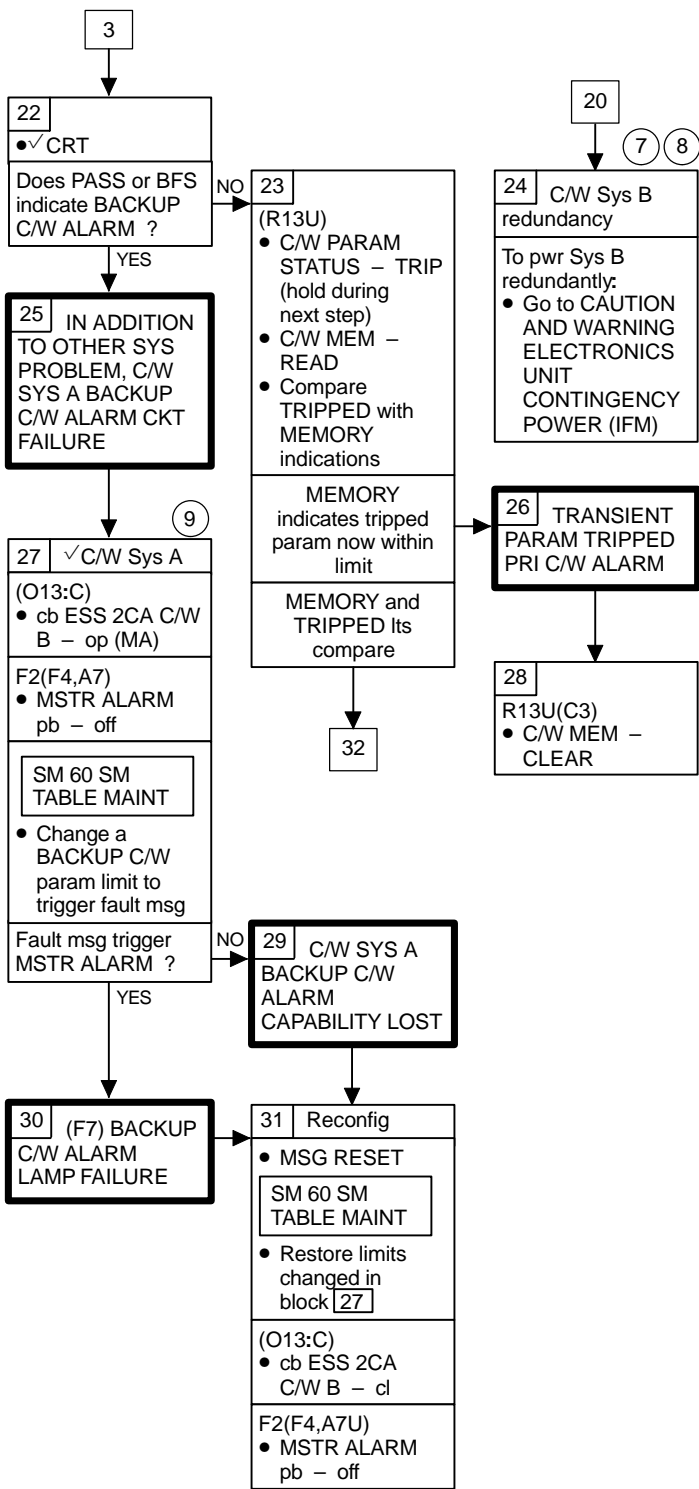 3
22
●√CRT
Does PASS or BFS
indicate BACKUP
C/W ALARM ?
NO
YES
23
(R13U)
● C/W PARAM
STATUS – TRIP
(hold during
next step)
● C/W MEM –
READ
● Compare
TRIPPED with
MEMORY
indications
MEMORY
indicates tripped
param now within
limit
MEMORY and
TRIPPED lts
compare
32
20
7 8
24 C/W Sys B
redundancy
To pwr Sys B
redundantly:
● Go to CAUTION
AND WARNING
ELECTRONICS
UNIT
CONTINGENCY
POWER (IFM)
25 IN ADDITION
TO OTHER SYS
PROBLEM, C/W
SYS A BACKUP
C/W ALARM CKT
FAILURE
26 TRANSIENT
PARAM TRIPPED
PRI C/W ALARM
28
R13U(C3)
● C/W MEM –
CLEAR
9
27 √C/W Sys A
(O13:C)
● cb ESS 2CA C/W
B – op (MA)
F2(F4,A7)
● MSTR ALARM
pb – off
SM 60 SM
TABLE MAINT
● Change a
BACKUP C/W
param limit to
trigger fault msg
Fault msg trigger
MSTR ALARM ?
NO
YES
29 C/W SYS A
BACKUP C/W
ALARM
CAPABILITY LOST
30 (F7) BACKUP
C/W ALARM
LAMP FAILURE
31 Reconfig
● MSG RESET
SM 60 SM
TABLE MAINT
● Restore limits
changed in
block 27
(O13:C)
● cb ESS 2CA
C/W B – cl
F2(F4,A7U)
● MSTR ALARM
pb – off